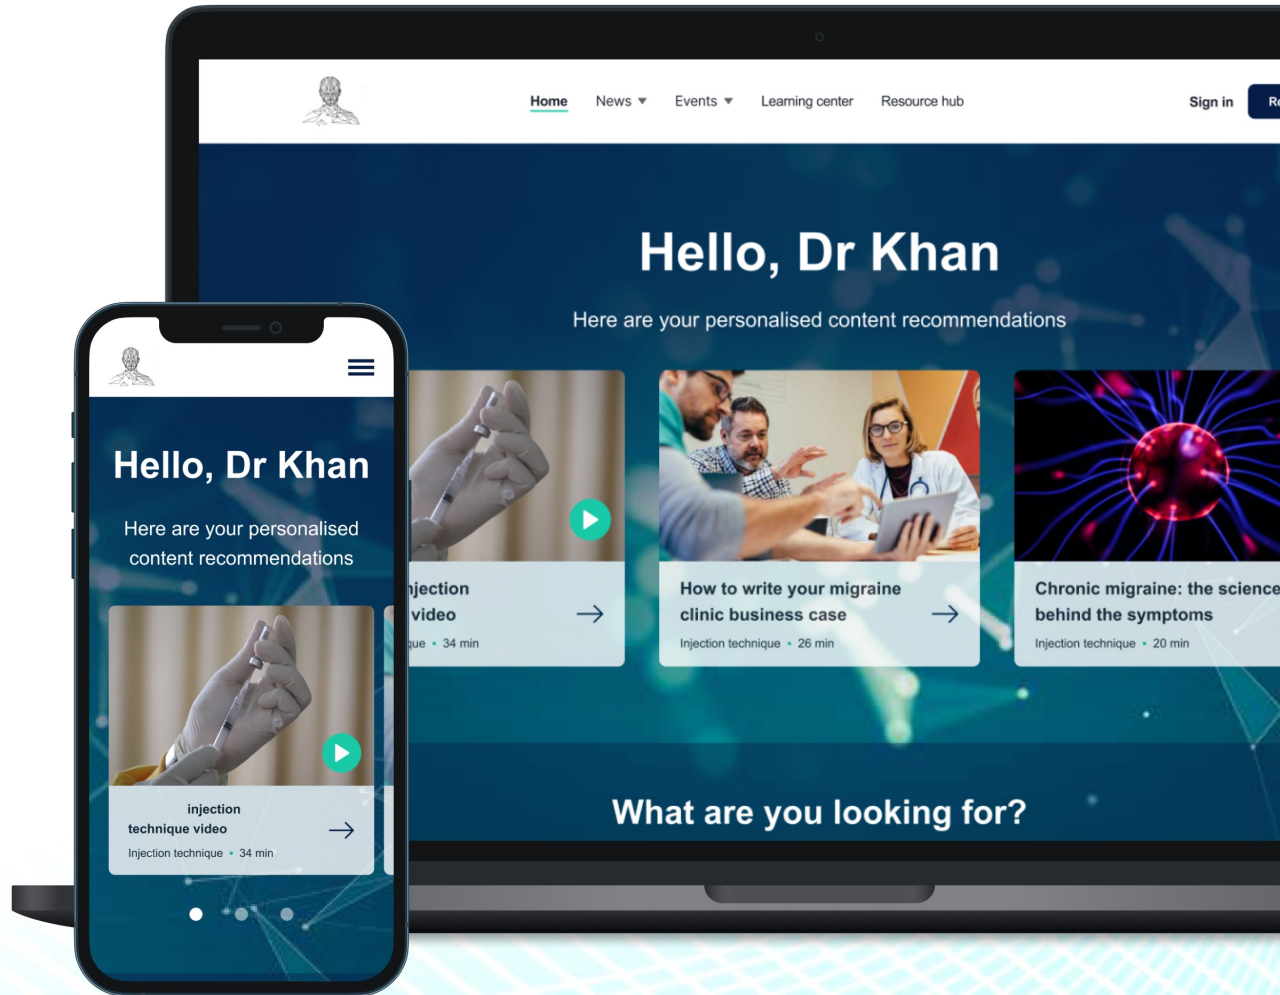 Home News Events Learning center Resource hub Sign in
Hello, Dr Khan
Here are your personalised content recommendations
video
que • 34 min
How to write your migraine
clinic business case
Injection technique • 26 min
Chronic migraine: the science
behind the symptoms
Injection technique • 20 min
What are you looking for?
Hello, Dr Khan
Here are your personalised
content recommendations
injection
technique video
Injection technique • 34 min